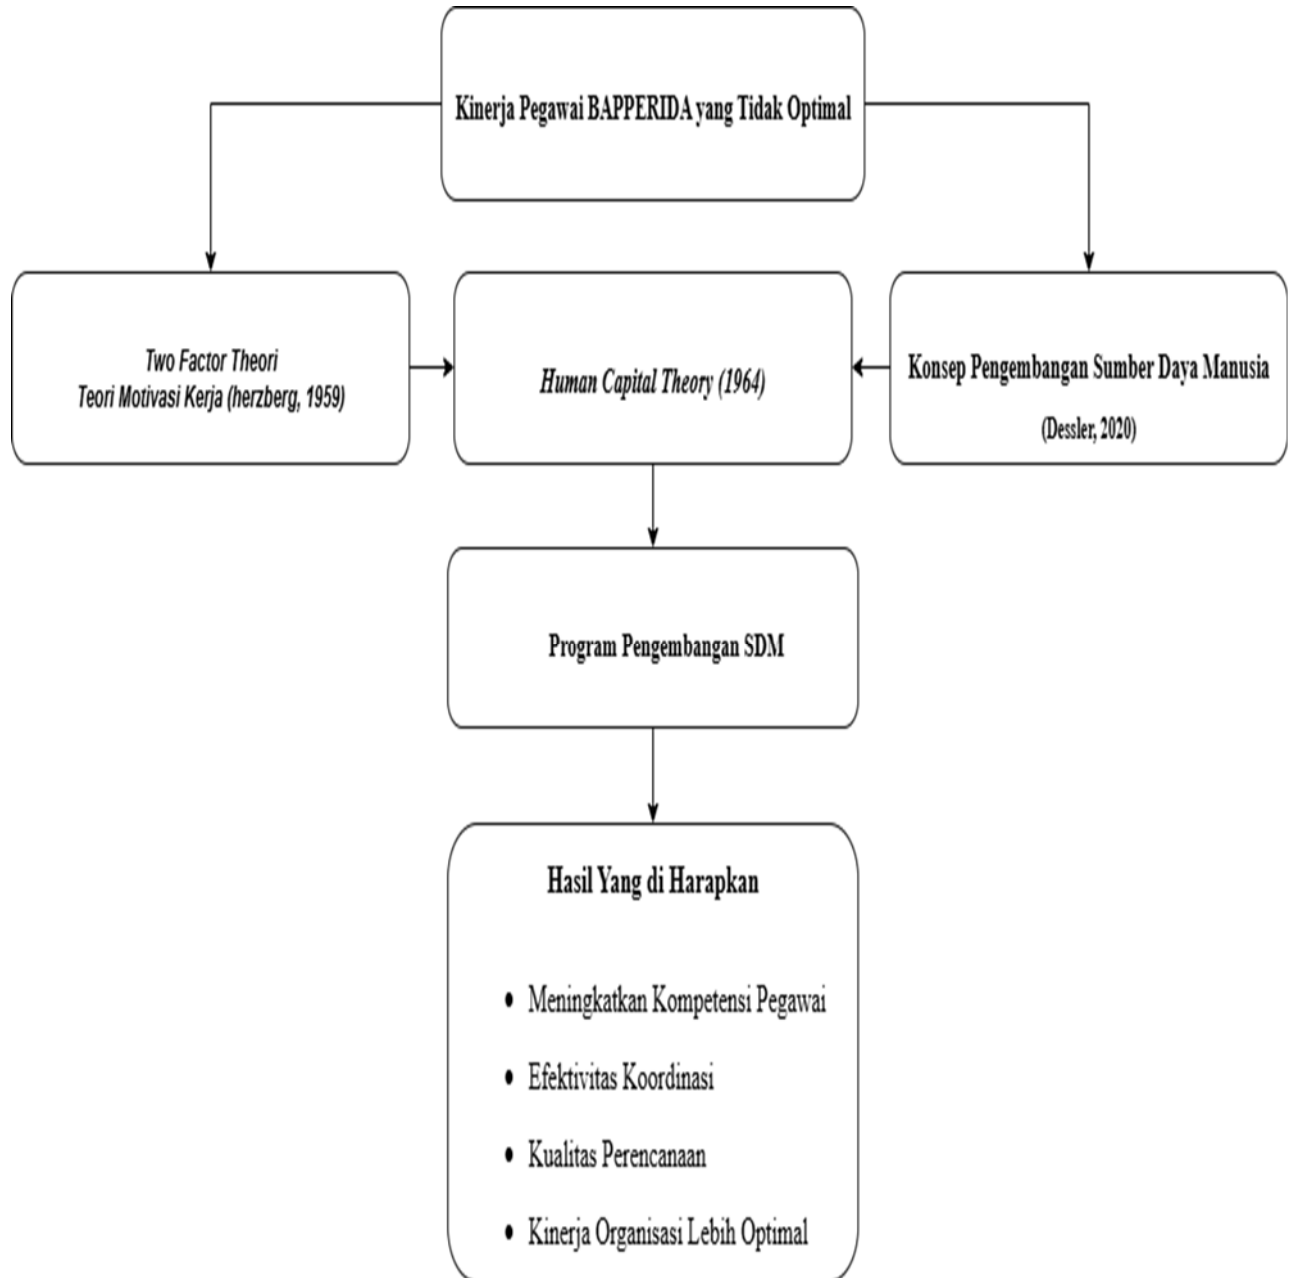 Kinerja Pegawai BAPPERIDA yang Tidak Optimal
Two Factor Theori
Teori Motivasi Kerja (herzberg, 1959)
Human Capital Theory (1964)
Konsep Pengembangan Sumber Daya Manusia
(Dessler, 2020)
Program Pengembangan SDM
Hasil Yang di Harapkan
• Meningkatkan Kompetensi Pegawai
• Efektivitas Koordinasi
• Kualitas Perencanaan
• Kinerja Organisasi Lebih Optimal